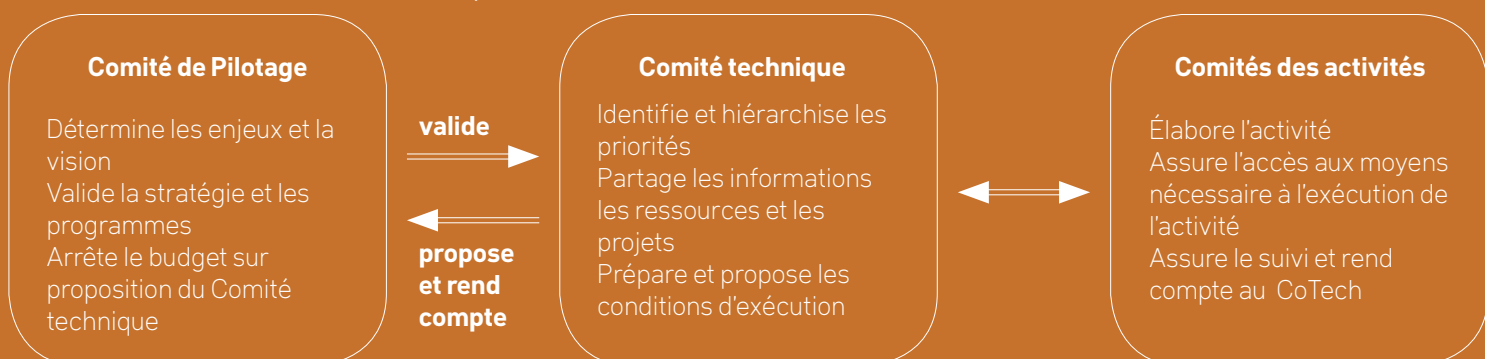 Comité de Pilotage
Détermine les enjeux et la
vision
Valide la stratégie et les
programmes
Arrête le budget sur
proposition du Comité
technique
valide
propose
et rend
compte
Comité technique
Identifie et hiérarchise les
priorités
Partage les informations
les ressources et les
projets
Prépare et propose les
conditions d'exécution
Comités des activités
Élabore l'activité
Assure l'accès aux moyens
nécessaire à l'exécution de
l'activité
Assure le suivi et rend
compte au CoTech